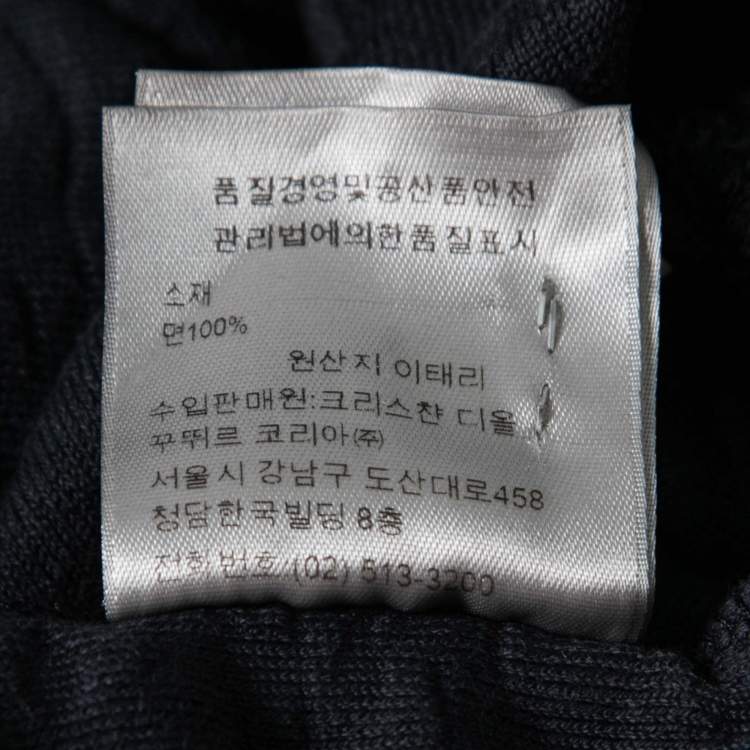 품질경영및공산품안전
관리법에의한품질표시
소재
면100%
원산지 이태리
수입판매원:크리스챤 디올
꾸뛰르 코리아(주)
서울시 강남구 도산대로458
청담한국빌딩 8층
전화번호 (02) 513-3200